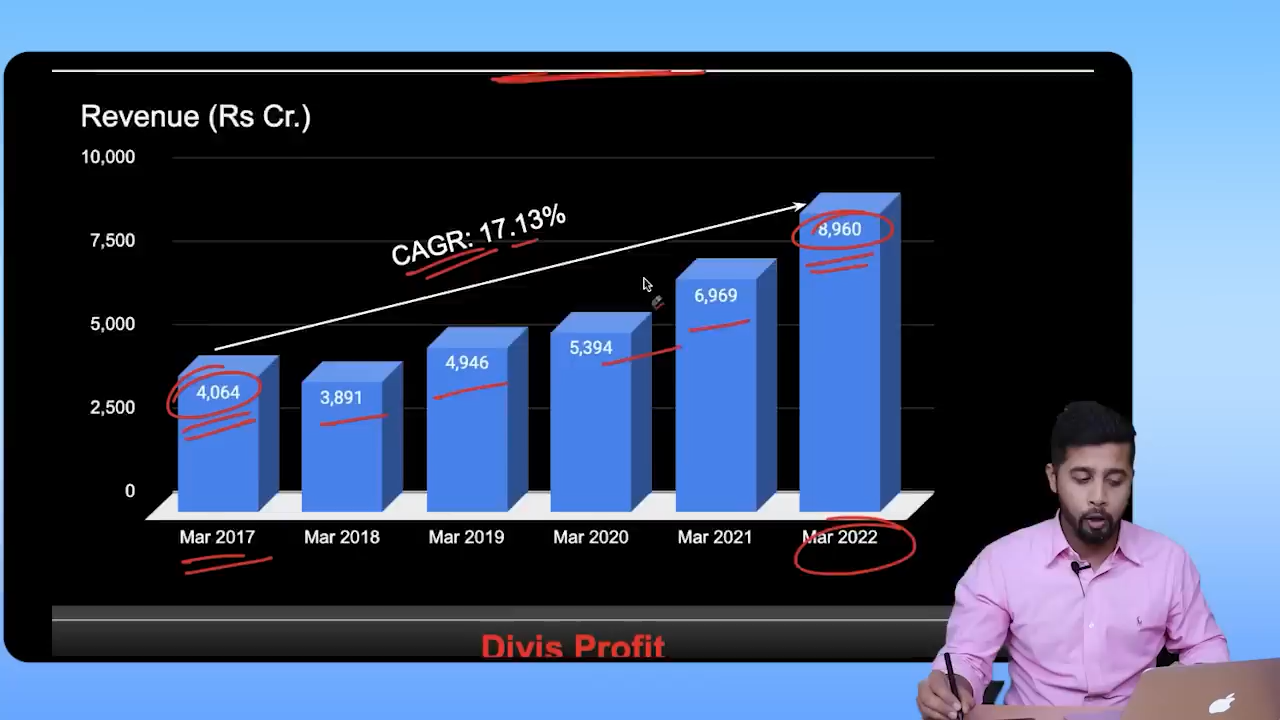 Revenue (Rs Cr.)
10,000
7,500
5,000
2,500
0
CAGR: 17.13%
4,064
3,891
4,946
5,394
6,969
8,960
Mar 2017
Mar 2018
Mar 2019
Mar 2020
Mar 2021
Mar 2022
Divis Profit